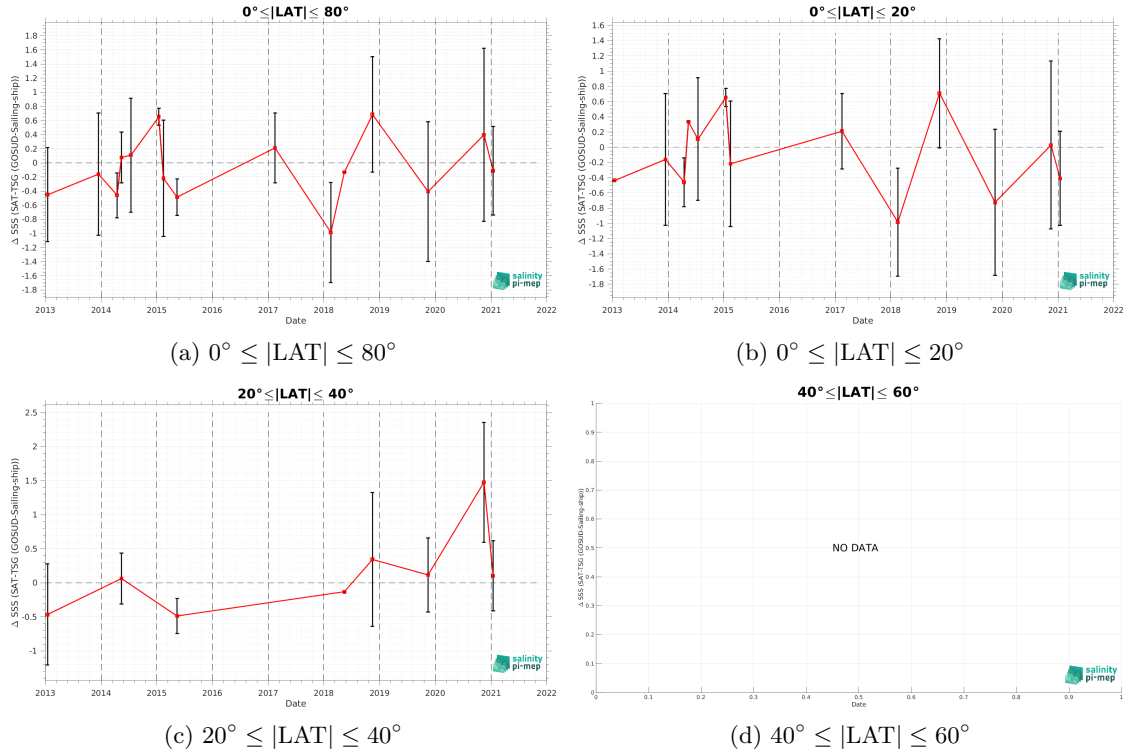 0°≤|LAT|≤ 80°
Δ SSS (SAT-TSG (GOSUD-Sailing-ship))
1.8
1.6
1.4
1.2
1
0.8
0.6
0.4
0.2
0
-0.2
-0.4
-0.6
-0.8
-1
-1.2
-1.4
-1.6
-1.8
2013 2014 2015 2016 2017 2018 2019 2020 2021 2022
Date
salinity
pi-mep
(a) 0° ≤ |LAT| ≤ 80°
0°≤|LAT|≤ 20°
Δ SSS (SAT-TSG (GOSUD-Sailing-ship))
1.6
1.4
1.2
1
0.8
0.6
0.4
0.2
0
-0.2
-0.4
-0.6
-0.8
-1
-1.2
-1.4
-1.6
-1.8
2013 2014 2015 2016 2017 2018 2019 2020 2021 2022
Date
salinity
pi-mep
(b) 0° ≤ |LAT| ≤ 20°
20°≤|LAT|≤ 40°
Δ SSS (SAT-TSG (GOSUD-Sailing-ship))
2.5
2
1.5
1
0.5
0
-0.5
-1
2013 2014 2015 2016 2017 2018 2019 2020 2021 2022
Date
salinity
pi-mep
(c) 20° ≤ |LAT| ≤ 40°
40°≤|LAT|≤ 60°
Δ SSS (SAT-TSG (GOSUD-Sailing-ship))
1
0.9
0.8
0.7
0.6
0.5
0.4
0.3
0.2
0.1
0
NO DATA
0 0.1 0.2 0.3 0.4 0.5 0.6 0.7 0.8 0.9 1
Date
salinity
pi-mep
(d) 40° ≤ |LAT| ≤ 60°